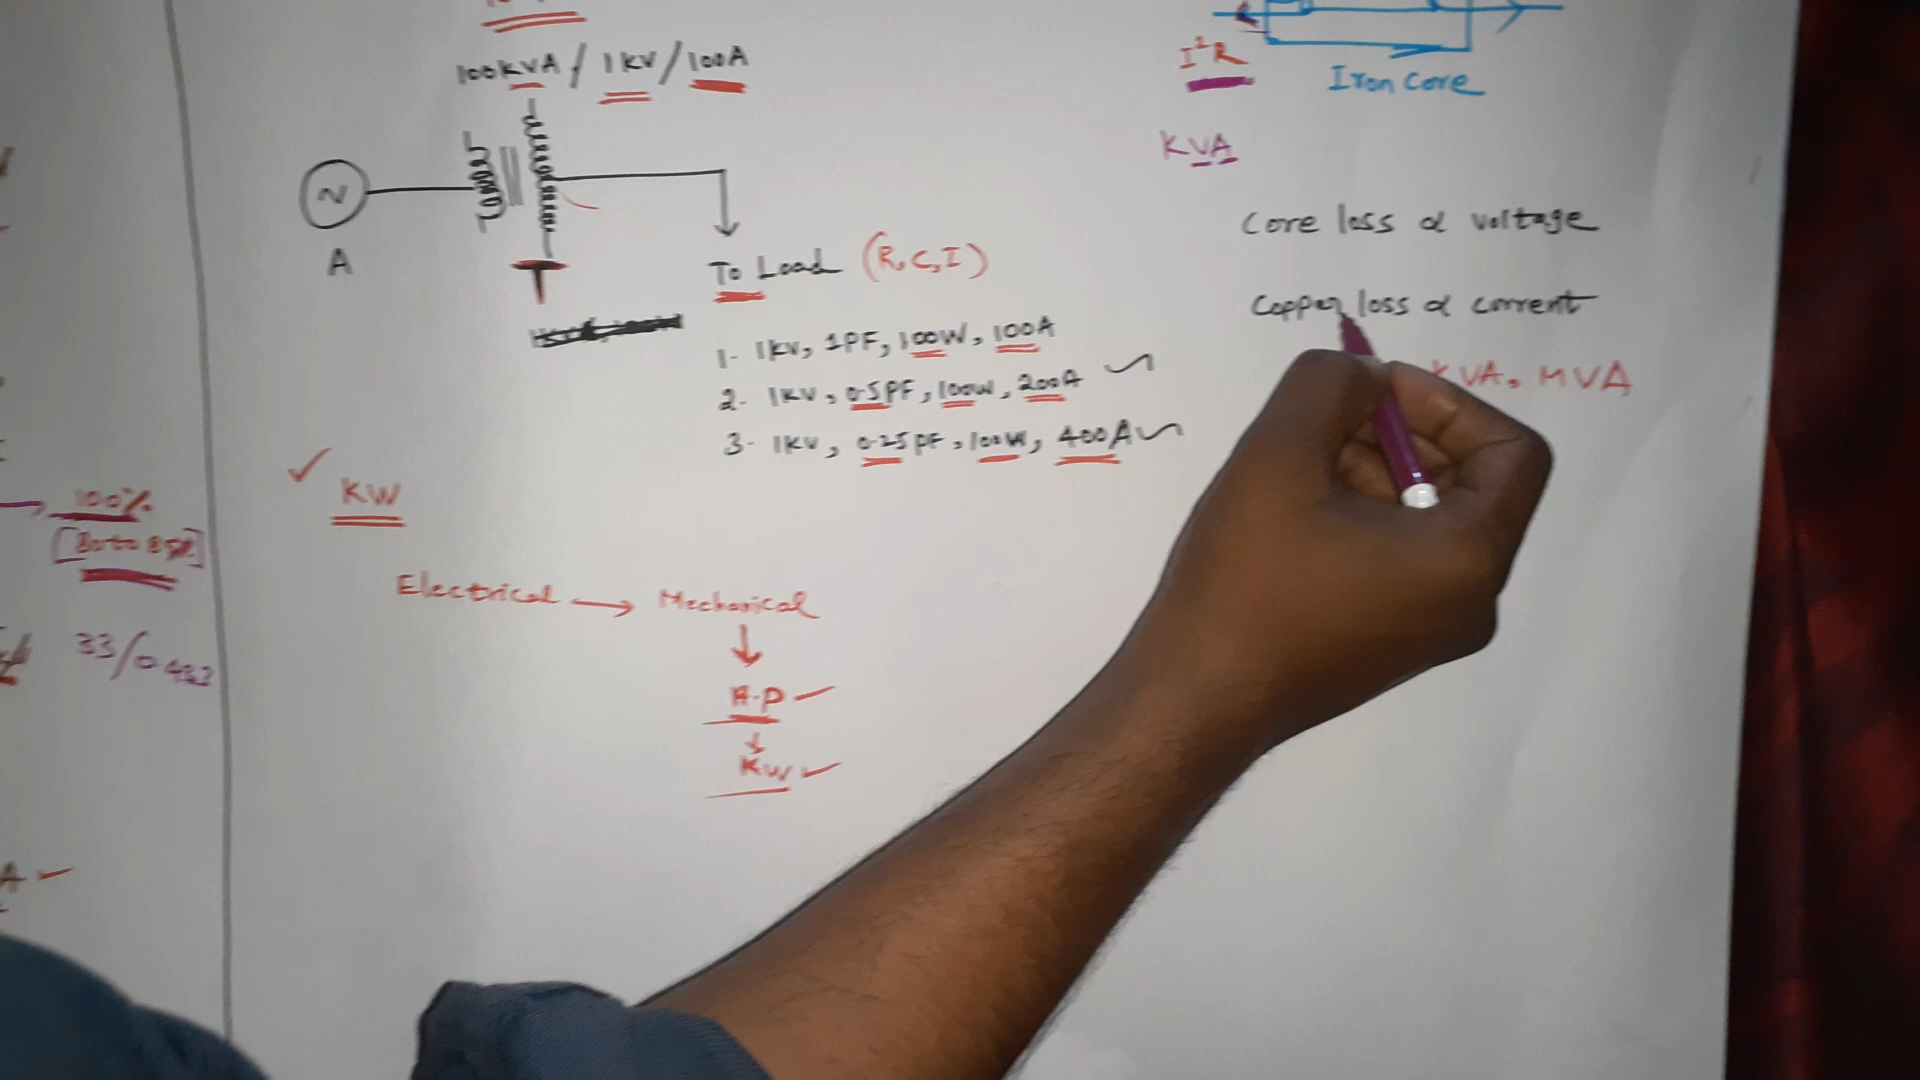 100KVA / 1KV / 100A
A
To Load (R, C, I)
1- 1KV, 1PF, 100W, 100A
2- 1KV, 0.5PF, 100W, 200A
3- 1KV, 0.25PF, 100W, 400A
KW
Electrical → Mechanical
KW
I²R
Iron Core
KVA
Core loss α voltage
Copper loss α current
KVA, MVA
100%
33/0.433
A